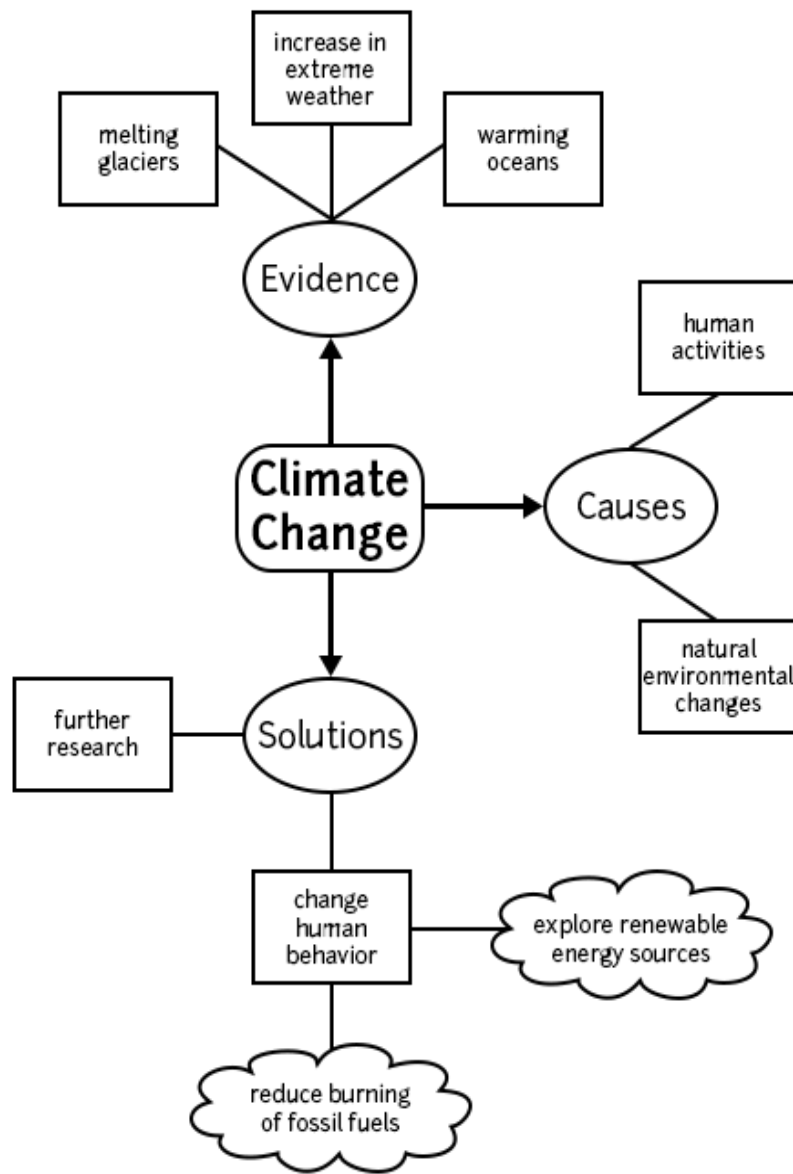 increase in
extreme
weather
melting
glaciers
warming
oceans
Evidence
human
activities
Climate
Change
Causes
natural
environmental
changes
further
research
Solutions
change
human
behavior
explore renewable
energy sources
reduce burning
of fossil fuels